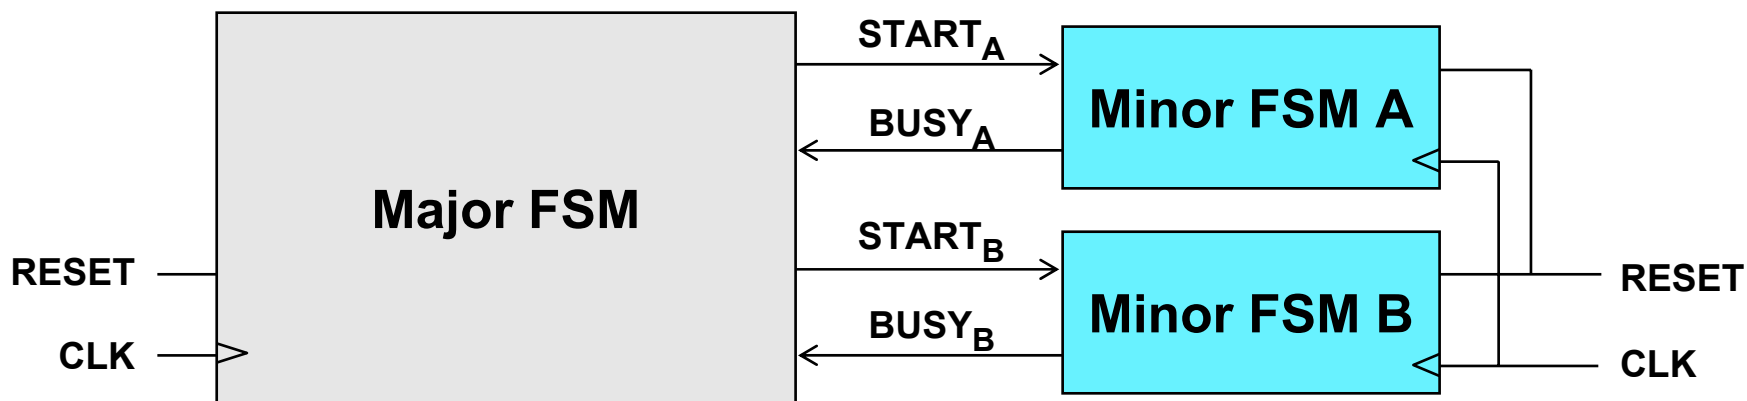 START_A
Minor FSM A
BUSY_A
Major FSM
START_B
RESET
RESET
Minor FSM B
BUSY_B
CLK
CLK